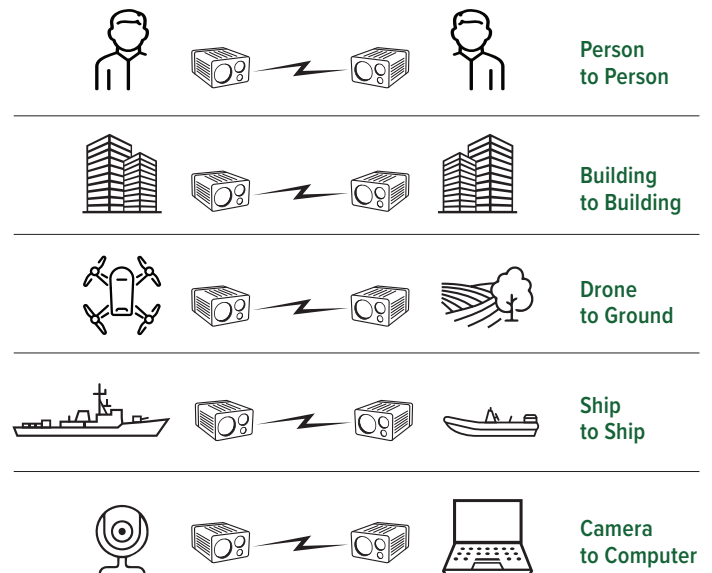 Person
to Person
Building
to Building
Drone
to Ground
Ship
to Ship
Camera
to Computer